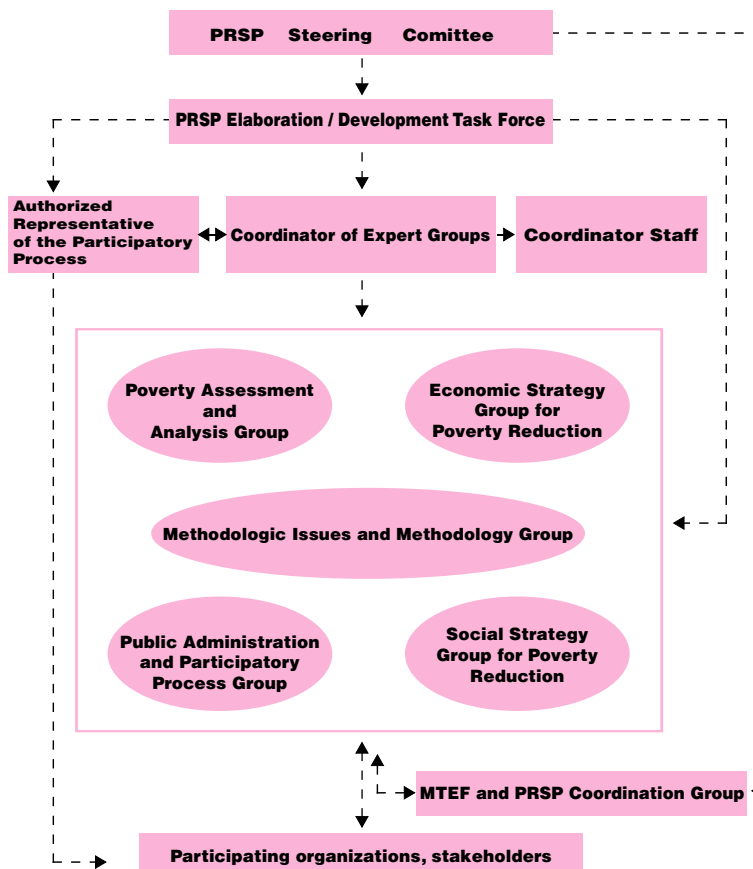 PRSP Steering Comittee
PRSP Elaboration / Development Task Force
Authorized
Representative
of the Participatory
Process
Coordinator of Expert Groups
Coordinator Staff
Poverty Assessment
and
Analysis Group
Economic Strategy
Group for
Poverty Reduction
Methodologic Issues and Methodology Group
Public Administration
and Participatory
Process Group
Social Strategy
Group for Poverty
Reduction
MTEF and PRSP Coordination Group
Participating organizations, stakeholders